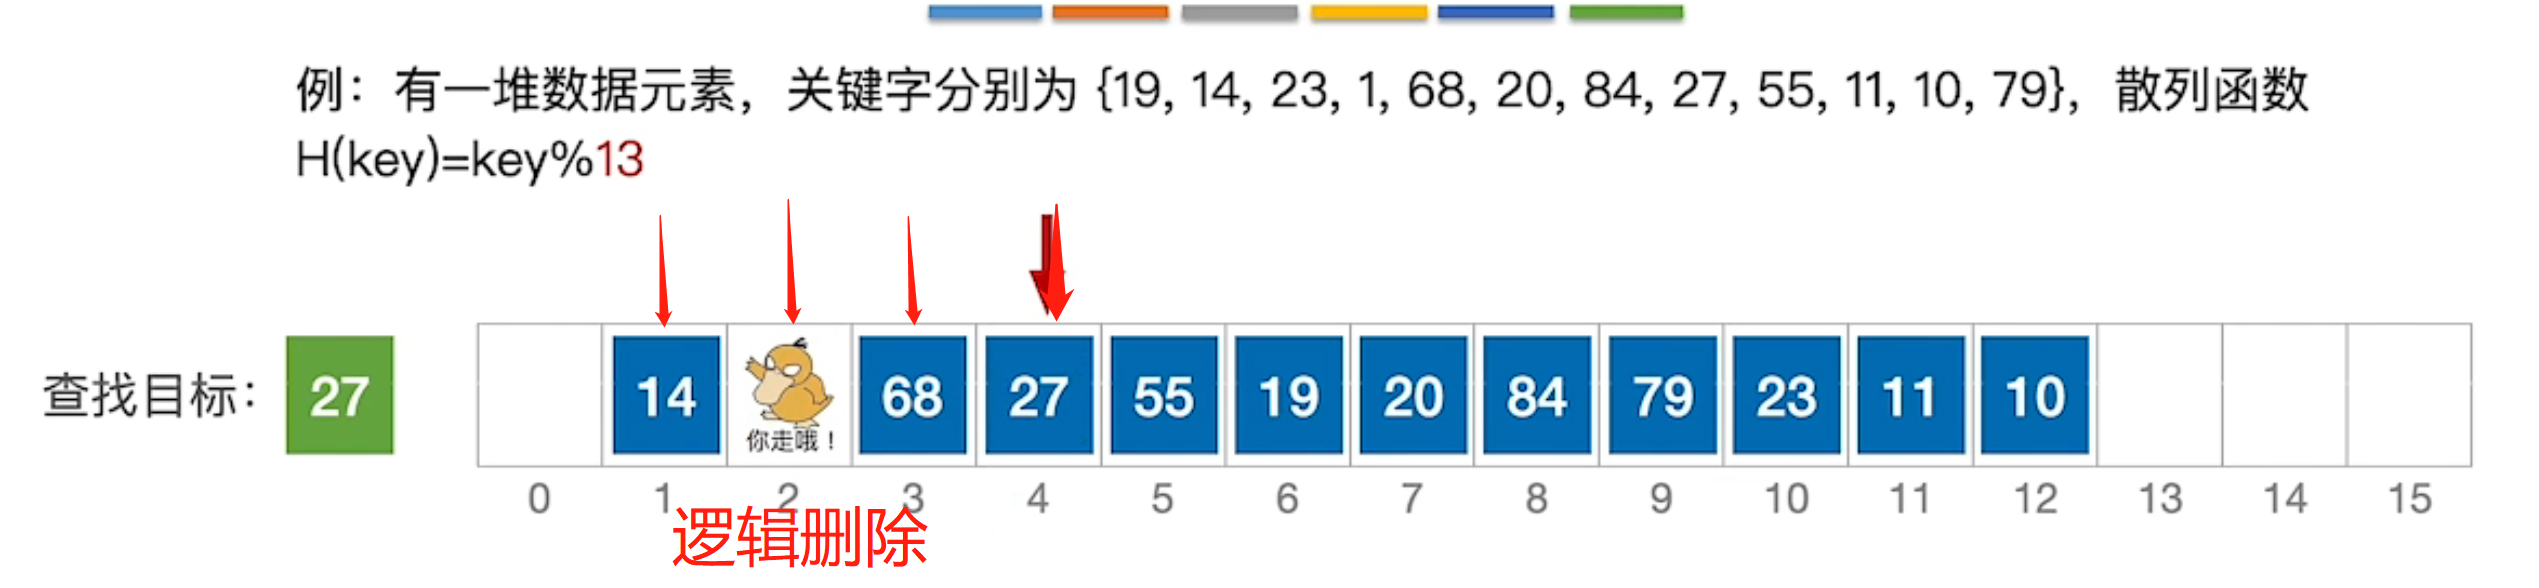 例：有一堆数据元素，关键字分别为 {19, 14, 23, 1, 68, 20, 84, 27, 55, 11, 10, 79}，散列函数
H(key)=key%13
查找目标：
27
14
你走哦！
68
27
55
19
20
84
79
23
11
10
0 1 2 3 4 5 6 7 8 9 10 11 12 13 14 15
逻辑删除